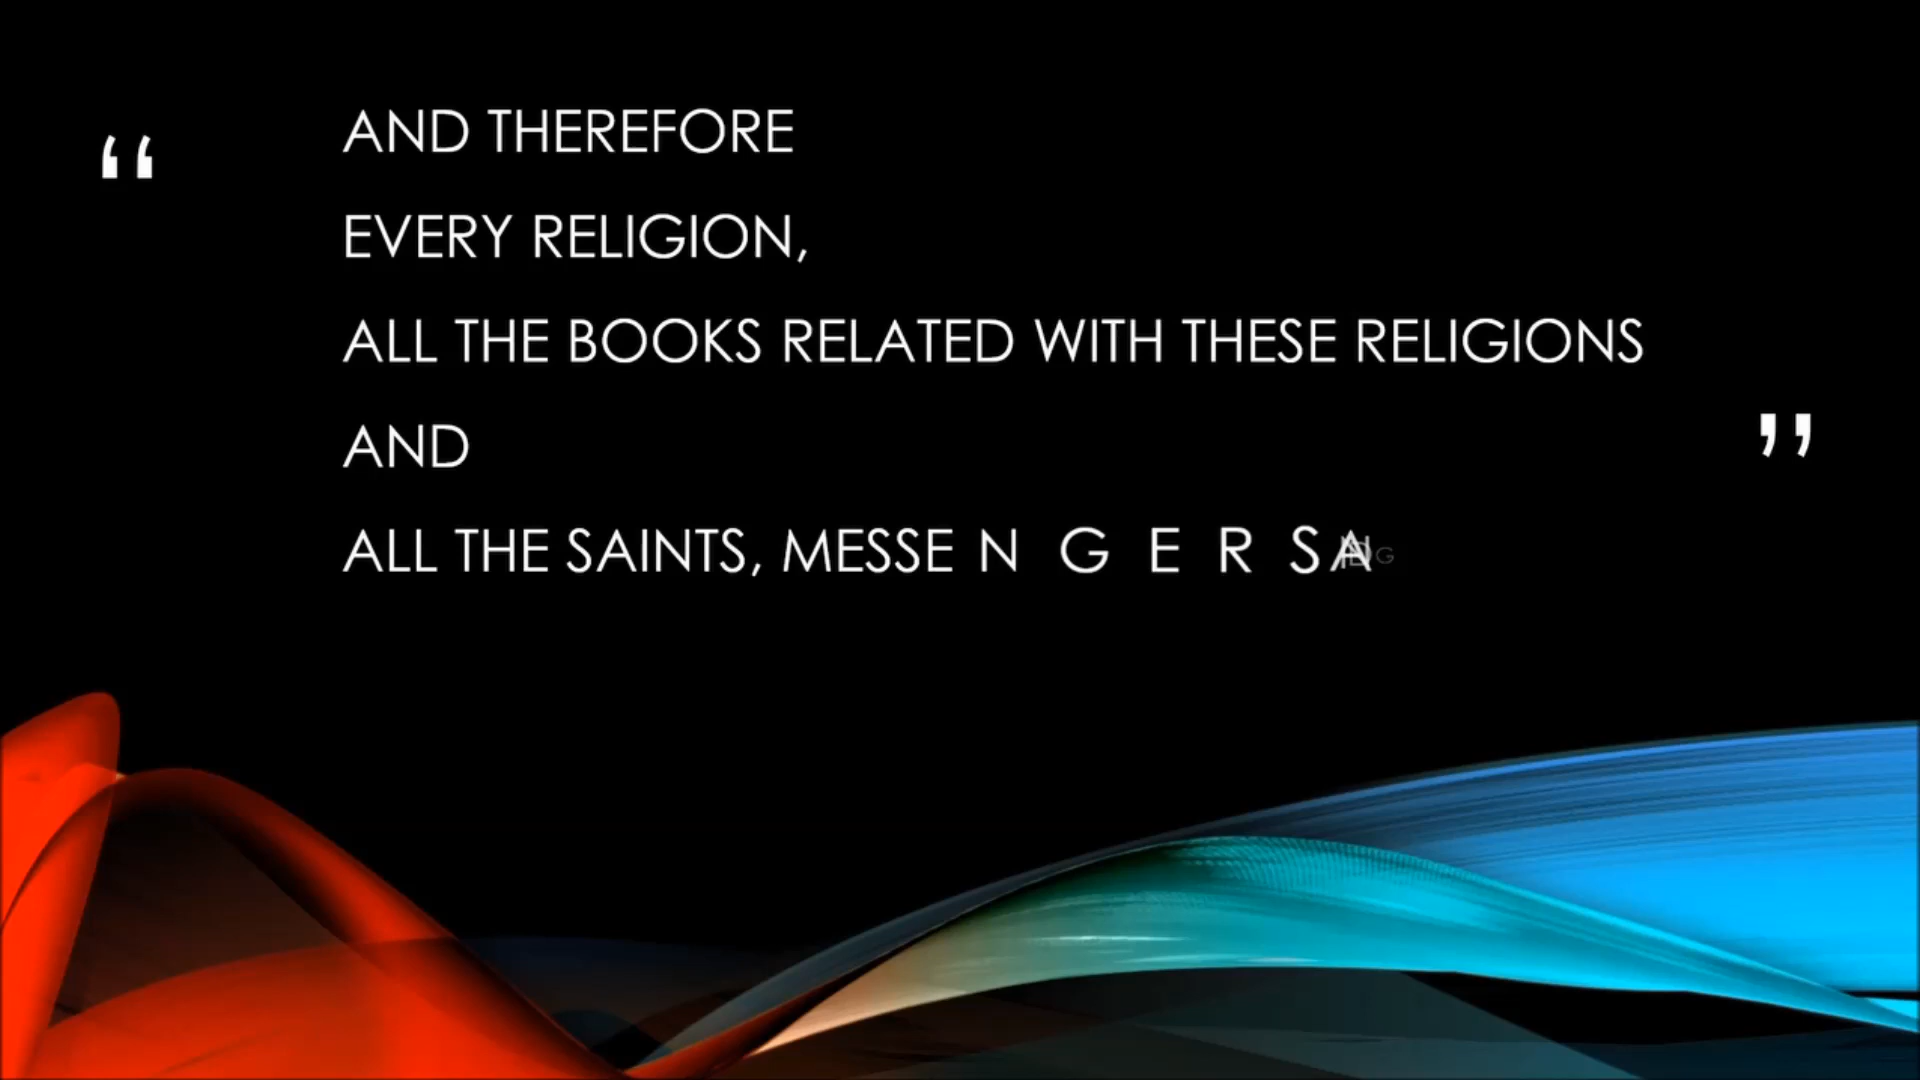 “
AND THEREFORE
EVERY RELIGION,
ALL THE BOOKS RELATED WITH THESE RELIGIONS
AND
ALL THE SAINTS, MESSENGERS
”